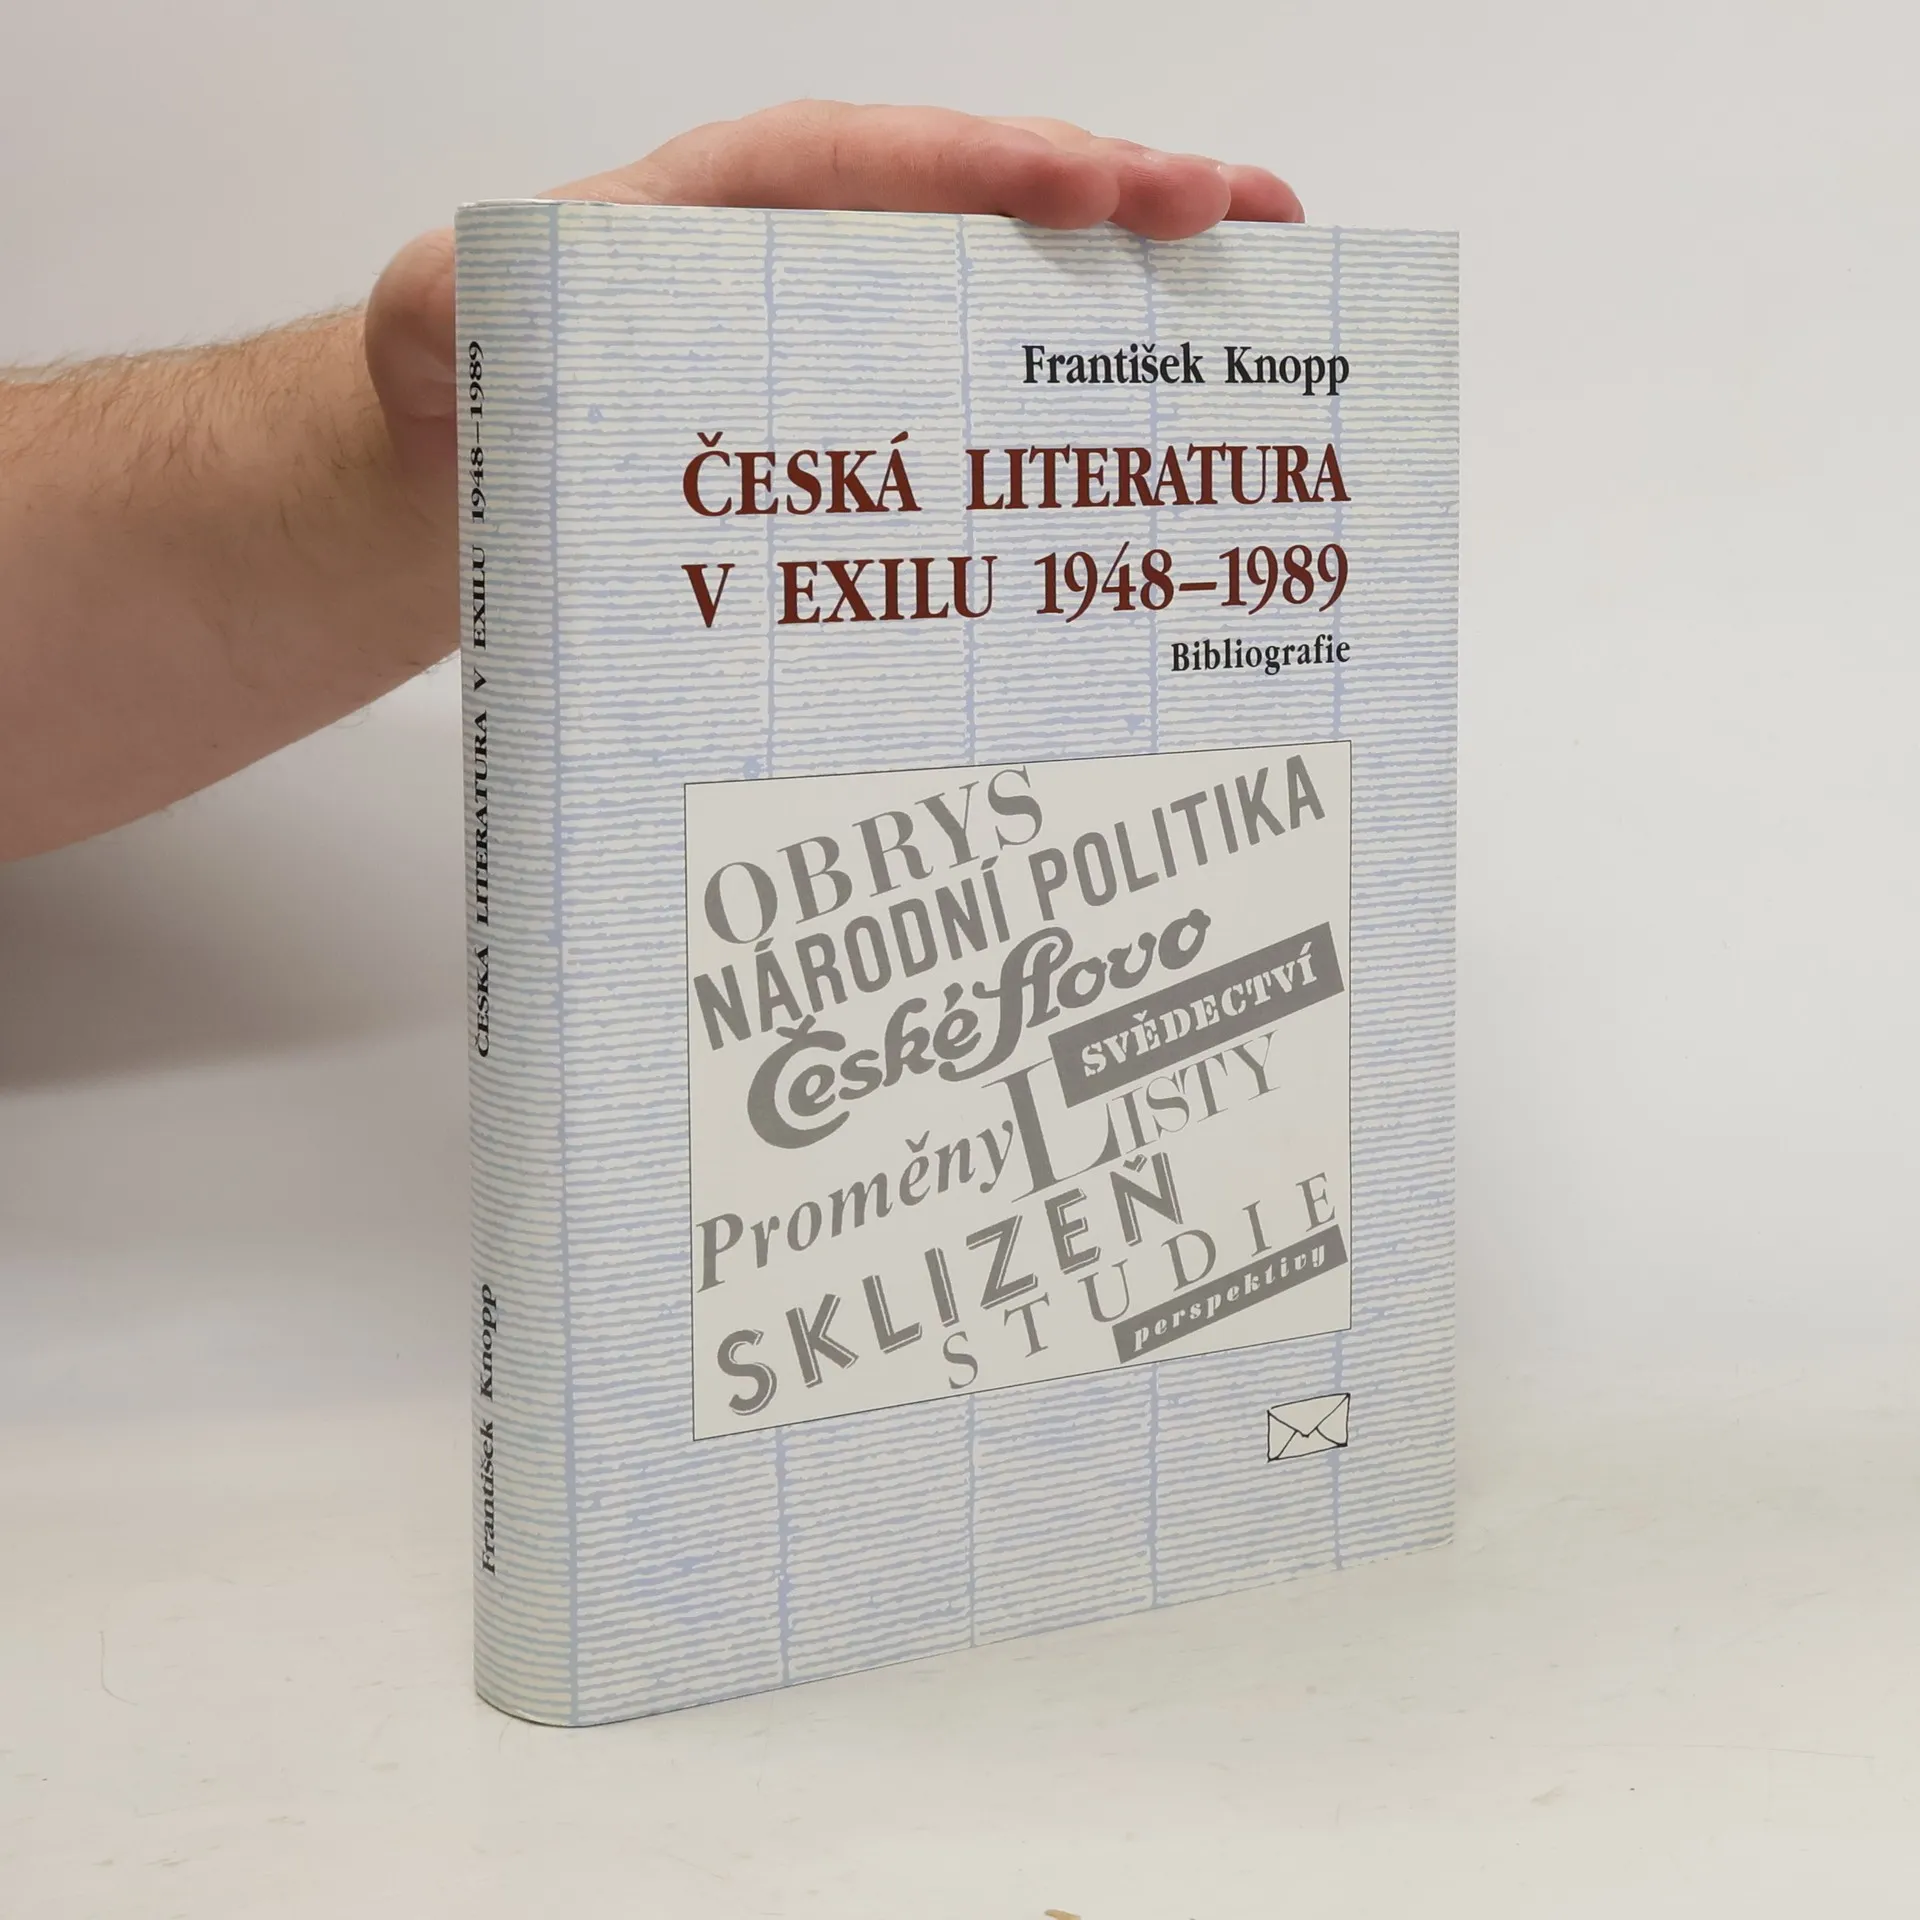 František Knopp
ČESKÁ LITERATURA
V EXILU 1948–1989
Bibliografie
OBRYS
NÁRODNÍ POLITIKA
České slovo
SVĚDECTVÍ
Proměny
LISTY
SKLIZEŇ
STUDIE
perspektivy
František Knopp ČESKÁ LITERATURA V EXILU 1948–1989